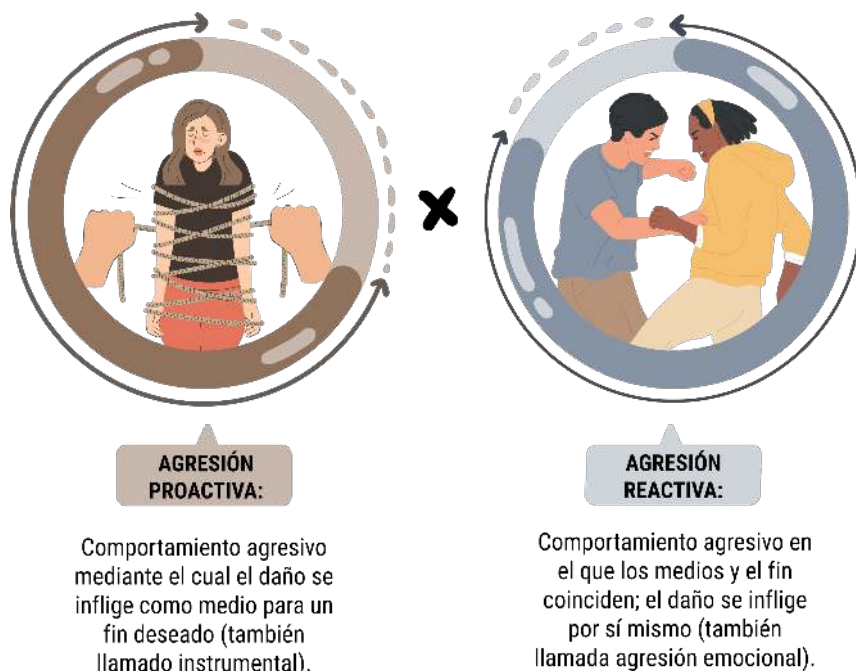 AGRESIÓN
PROACTIVA:
Comportamiento agresivo
mediante el cual el daño se
inflige como medio para un
fin deseado (también
llamado instrumental).
AGRESIÓN
REACTIVA:
Comportamiento agresivo en
el que los medios y el fin
coinciden; el daño se inflige
por sí mismo (también
llamada agresión emocional).